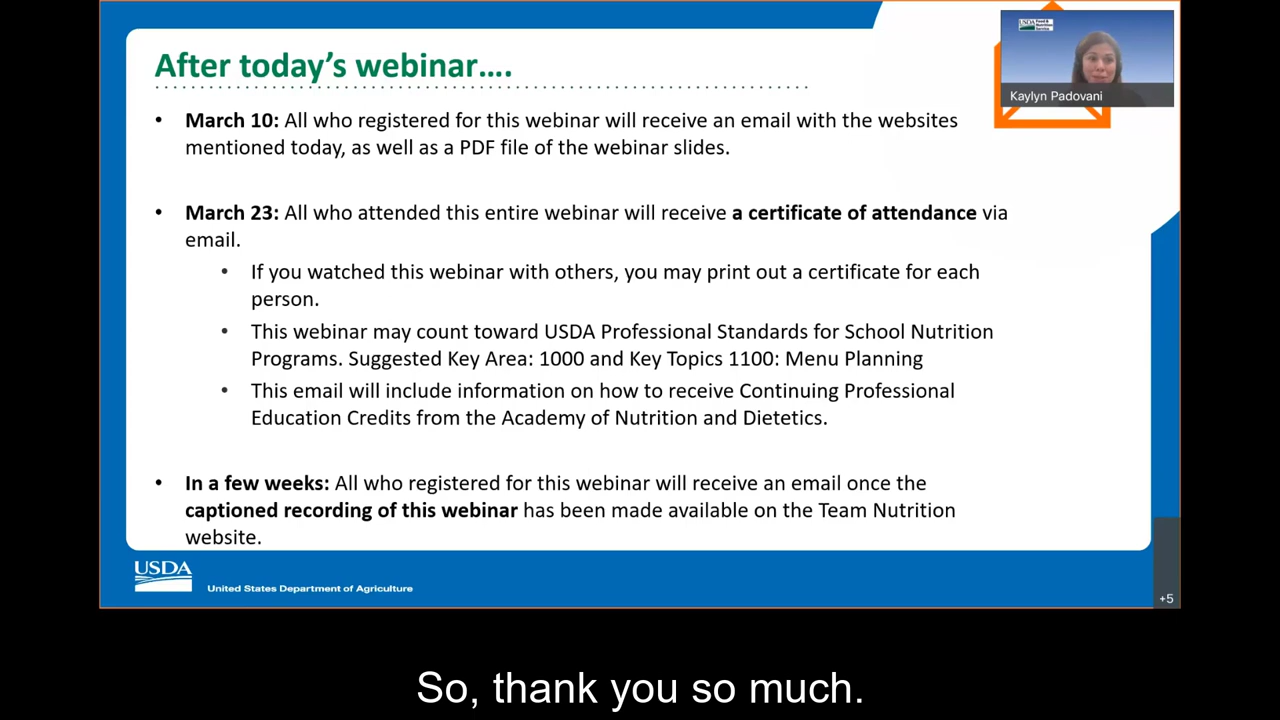 After today's webinar....
• March 10: All who registered for this webinar will receive an email with the websites
mentioned today, as well as a PDF file of the webinar slides.
• March 23: All who attended this entire webinar will receive a certificate of attendance via
email.
• If you watched this webinar with others, you may print out a certificate for each
person.
• This webinar may count toward USDA Professional Standards for School Nutrition
Programs. Suggested Key Area: 1000 and Key Topics 1100: Menu Planning
• This email will include information on how to receive Continuing Professional
Education Credits from the Academy of Nutrition and Dietetics.
• In a few weeks: All who registered for this webinar will receive an email once the
captioned recording of this webinar has been made available on the Team Nutrition
website.
USDA
United States Department of Agriculture
USDA Food & Nutrition Service
Kaylyn Padovani
+5
So, thank you so much.